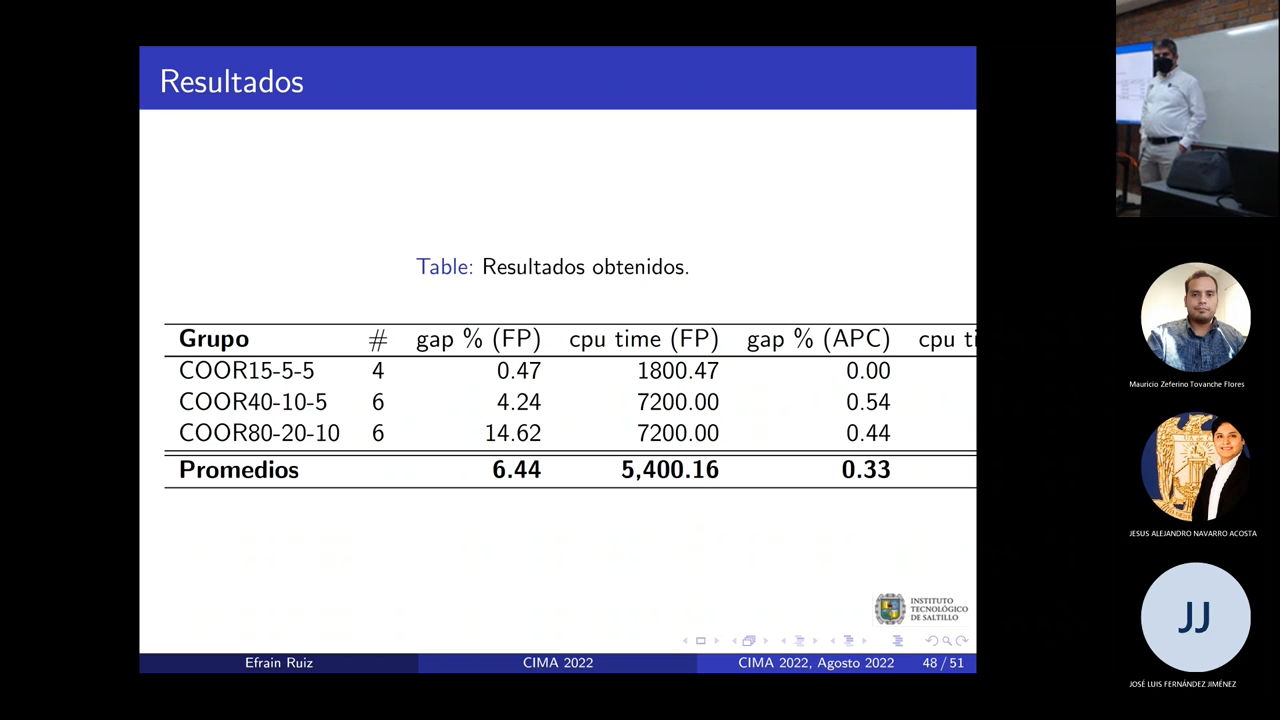 Resultados
Table: Resultados obtenidos.
Grupo # gap % (FP) cpu time (FP) gap % (APC) cpu ti
COOR15-5-5 4 0.47 1800.47 0.00
COOR40-10-5 6 4.24 7200.00 0.54
COOR80-20-10 6 14.62 7200.00 0.44
Promedios 6.44 5,400.16 0.33
INSTITUTO
TECNOLÓGICO
DE SALTILLO
Efrain Ruiz CIMA 2022 CIMA 2022, Agosto 2022 48 / 51
Mauricio Zeferino Tovanche Flores
JESUS ALEJANDRO NAVARRO ACOSTA
JJ
JOSÉ LUIS FERNÁNDEZ JIMÉNEZ